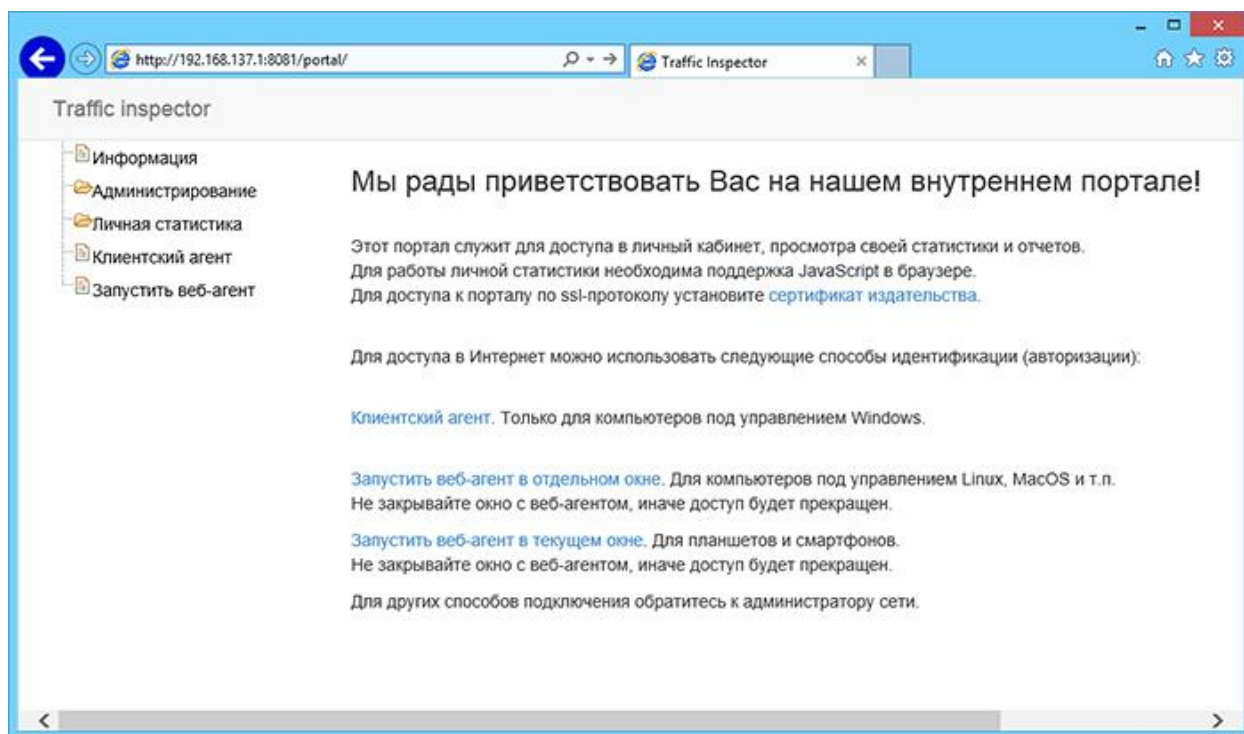 http://192.168.137.1:8081/portal/
Traffic Inspector
Traffic inspector
Информация
Администрирование
Личная статистика
Клиентский агент
Запустить веб-агент
Мы рады приветствовать Вас на нашем внутреннем портале!
Этот портал служит для доступа в личный кабинет, просмотра своей статистики и отчетов.
Для работы личной статистики необходима поддержка JavaScript в браузере.
Для доступа к порталу по ssl-протоколу установите сертификат издательства.
Для доступа в Интернет можно использовать следующие способы идентификации (авторизации):
Клиентский агент. Только для компьютеров под управлением Windows.
Запустить веб-агент в отдельном окне. Для компьютеров под управлением Linux, MacOS и т.п.
Не закрывайте окно с веб-агентом, иначе доступ будет прекращен.
Запустить веб-агент в текущем окне. Для планшетов и смартфонов.
Не закрывайте окно с веб-агентом, иначе доступ будет прекращен.
Для других способов подключения обратитесь к администратору сети.